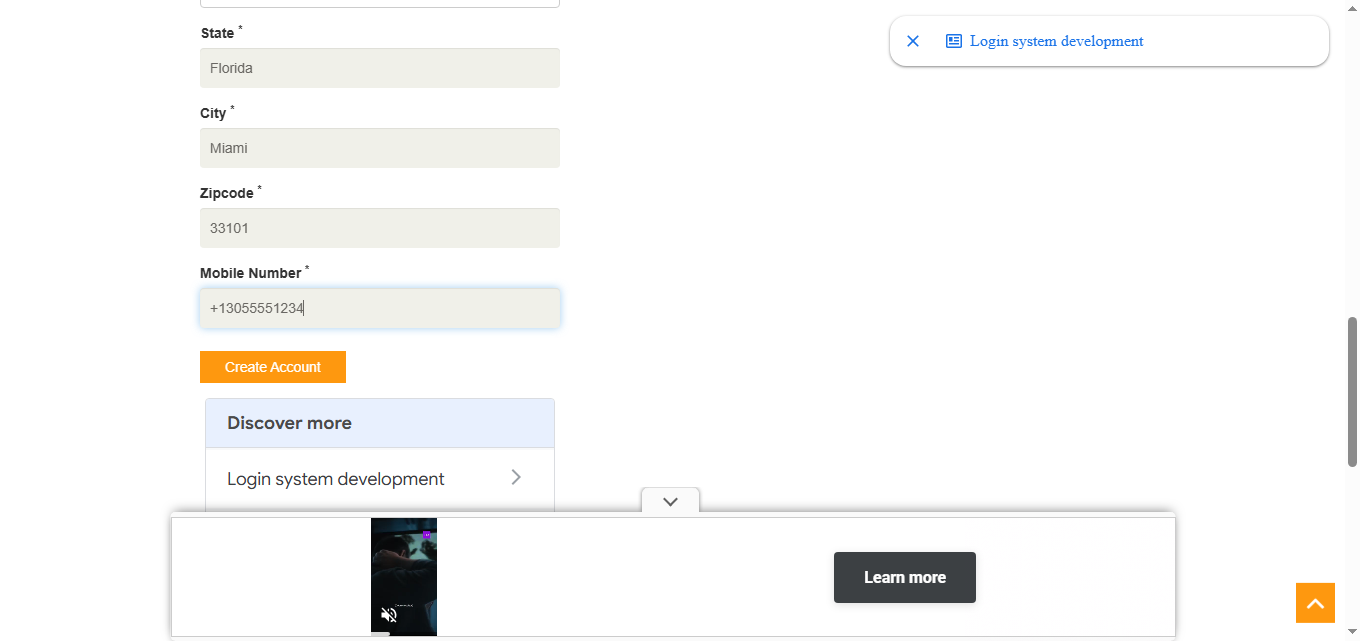 State *
Login system development
Florida
City *
Miami
Zipcode *
33101
Mobile Number *
+13055551234
Create Account
Discover more
Login system development
Learn more